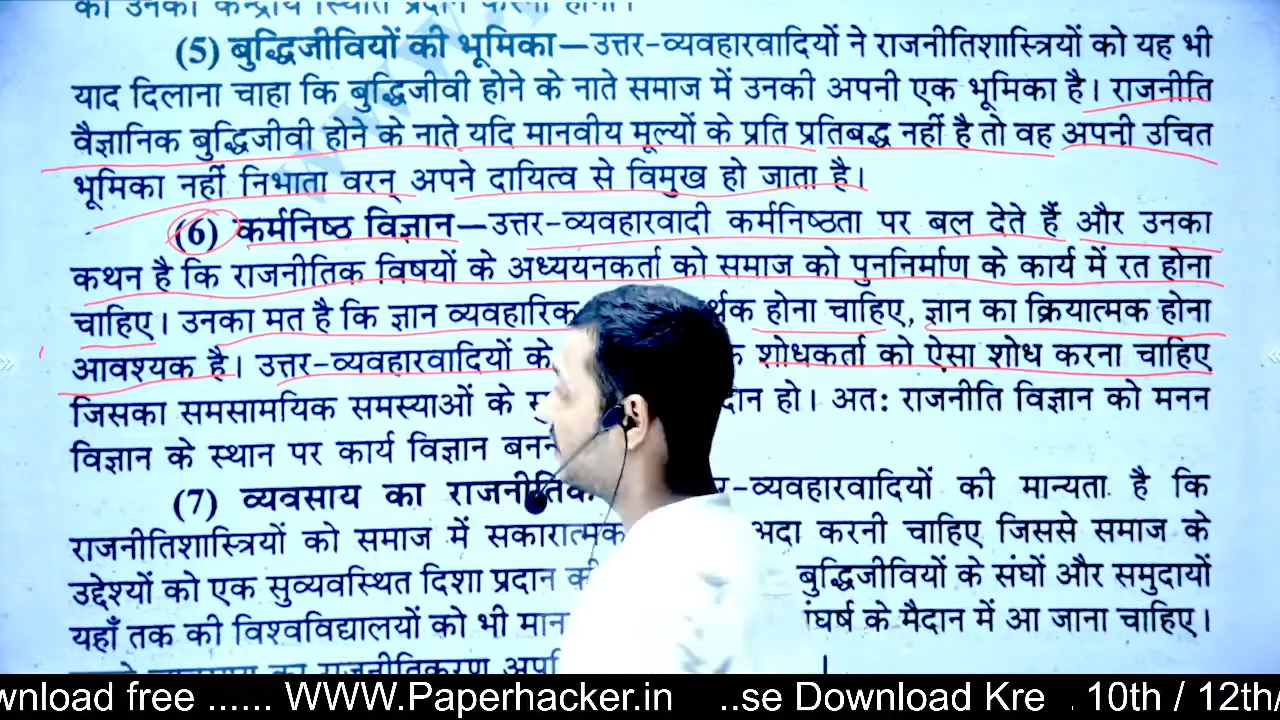 (5) बुद्धिजीवियों की भूमिका—उत्तर-व्यवहारवादियों ने राजनीतिशास्त्रियों को यह भी
याद दिलाना चाहा कि बुद्धिजीवी होने के नाते समाज में उनकी अपनी एक भूमिका है। राजनीति
वैज्ञानिक बुद्धिजीवी होने के नाते यदि मानवीय मूल्यों के प्रति प्रतिबद्ध नहीं है तो वह अपनी उचित
भूमिका नहीं निभाता वरन् अपने दायित्व से विमुख हो जाता है।
(6) कर्मनिष्ठ विज्ञान—उत्तर-व्यवहारवादी कर्मनिष्ठता पर बल देते हैं और उनका
कथन है कि राजनीतिक विषयों के अध्ययनकर्ता को समाज को पुननिर्माण के कार्य में रत होना
चाहिए। उनका मत है कि ज्ञान व्यवहारिक होना चाहिए, ज्ञान का क्रियात्मक होना
आवश्यक है। उत्तर-व्यवहारवादियों के शोधकर्ता को ऐसा शोध करना चाहिए
जिसका समसामयिक समस्याओं के हो। अत: राजनीति विज्ञान को मनन
विज्ञान के स्थान पर कार्य विज्ञान
(7) व्यवसाय का व्यवहारवादियों की मान्यता है कि
राजनीतिशास्त्रियों को समाज में सकारात्मक अदा करनी चाहिए जिससे समाज के
उद्देश्यों को एक सुव्यवस्थित दिशा प्रदान बुद्धिजीवियों के संघों और समुदायों
यहाँ तक की विश्वविद्यालयों को भी के मैदान में आ जाना चाहिए।
wnload free ...... WWW.Paperhacker.in ..se Download Kre . 10th / 12th/